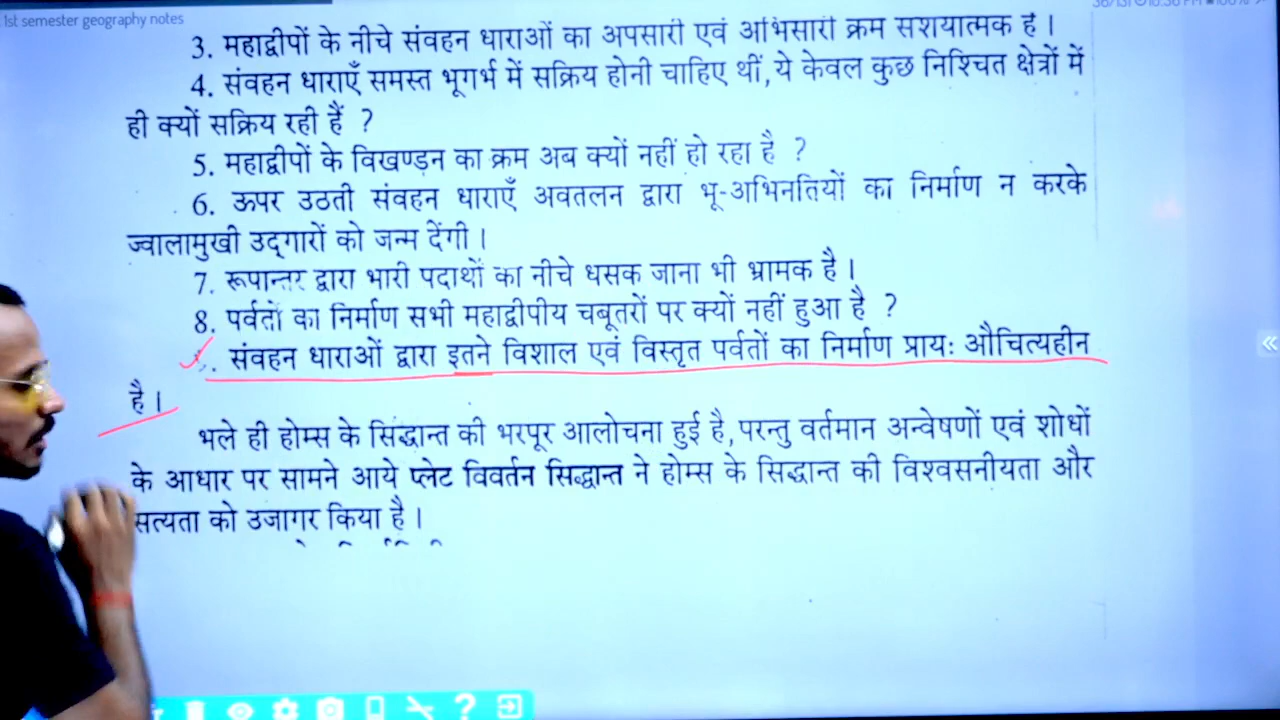 1st semester geography notes
3. महाद्वीपों के नीचे संवहन धाराओं का अपसारी एवं अभिसारी क्रम संशयात्मक है ।
4. संवहन धाराएँ समस्त भूगर्भ में सक्रिय होनी चाहिए थीं, ये केवल कुछ निश्चित क्षेत्रों में
ही क्यों सक्रिय रही हैं ?
5. महाद्वीपों के विखण्डन का क्रम अब क्यों नहीं हो रहा है ?
6. ऊपर उठती संवहन धाराएँ अवतलन द्वारा भू-अभिनतियों का निर्माण न करके
ज्वालामुखी उद्‌गारों को जन्म देंगी ।
7. रूपान्तर द्वारा भारी पदार्थों का नीचे धसक जाना भी भ्रामक है ।
8. पर्वतों का निर्माण सभी महाद्वीपीय चबूतरों पर क्यों नहीं हुआ है ?
संवहन धाराओं द्वारा इतने विशाल एवं विस्तृत पर्वतों का निर्माण प्रायः औचित्यहीन
है ।
भले ही होम्स के सिद्धान्त की भरपूर आलोचना हुई है, परन्तु वर्तमान अन्वेषणों एवं शोधों
के आधार पर सामने आये प्लेट विवर्तन सिद्धान्त ने होम्स के सिद्धान्त की विश्वसनीयता और
सत्यता को उजागर किया है ।